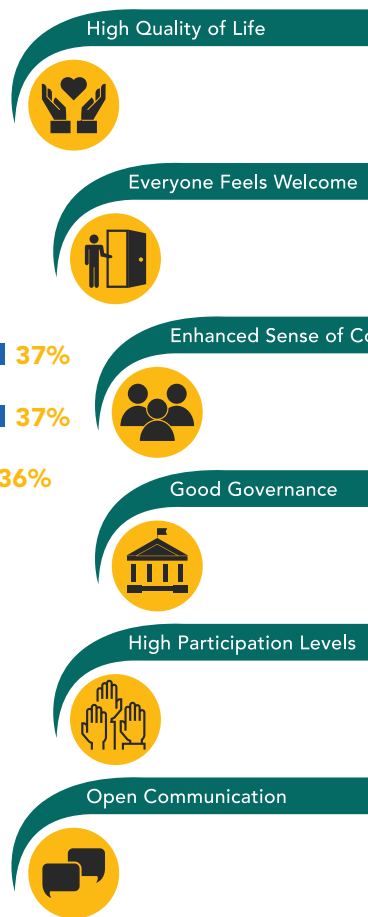 High Quality of Life
Everyone Feels Welcome
Enhanced Sense of
37%
37%
36%
Good Governance
High Participation Levels
Open Communication